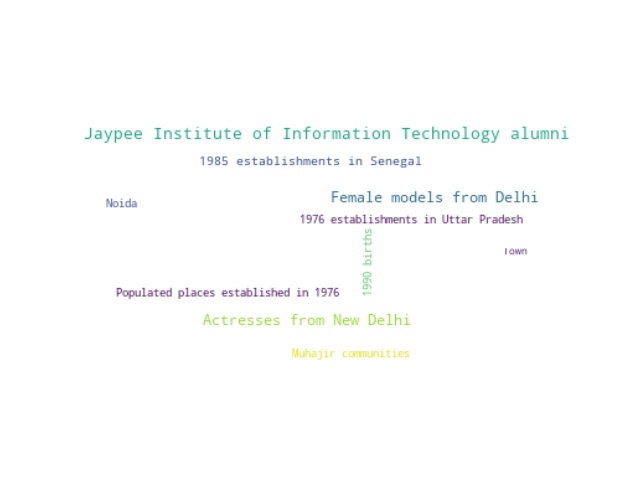 Jaypee Institute of Information Technology alumni
1985 establishments in Senegal
Female models from Delhi
Noida
1976 establishments in Uttar Pradesh
1990 births
Town
Populated places established in 1976
Actresses from New Delhi
Muhajir communities